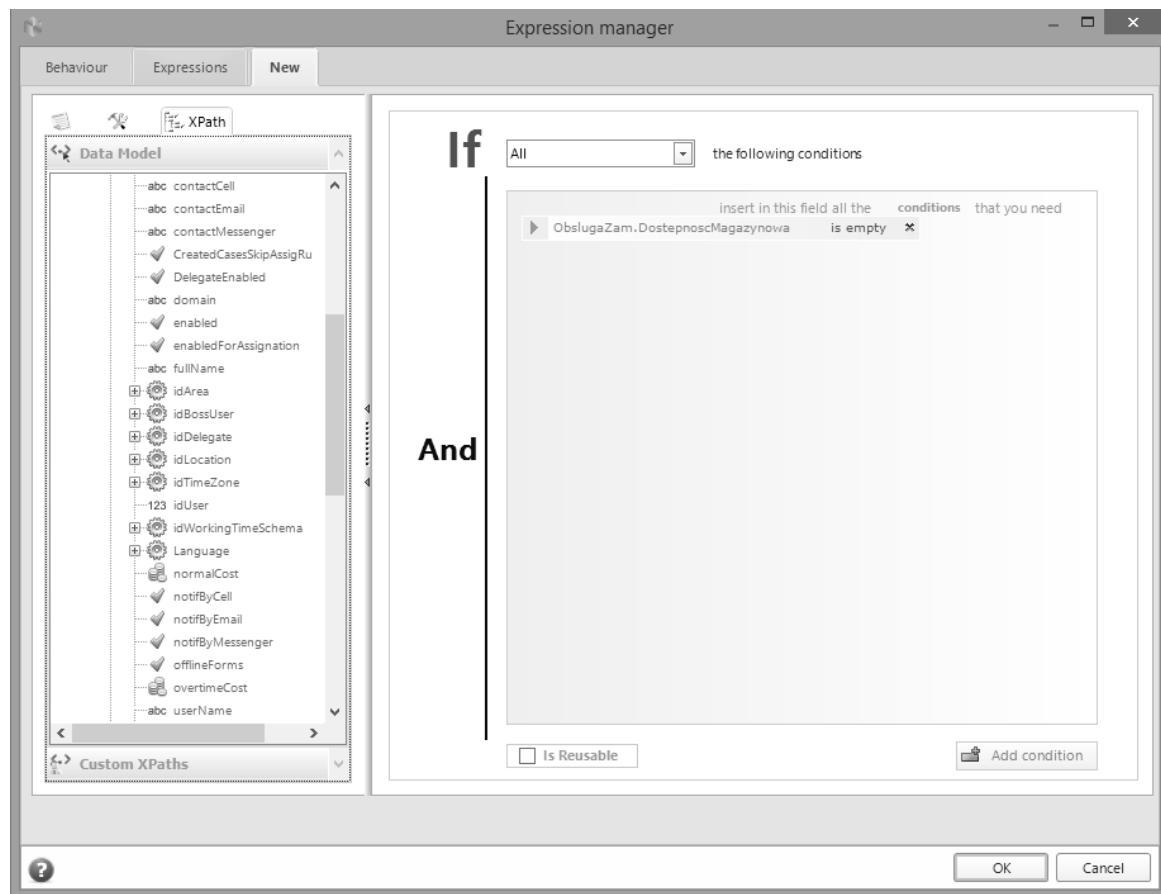 Expression manager
Behaviour Expressions New
XPath
Data Model
abc contactCell
abc contactEmail
abc contactMessenger
CreatedCasesSkipAssigRu
DelegateEnabled
abc domain
enabled
enabledForAssignation
abc fullName
idArea
idBossUser
idDelegate
idLocation
idTimeZone
123 idUser
idWorkingTimeSchema
Language
normalCost
notifByCell
notifByEmail
notifByMessenger
offlineForms
overtimeCost
abc userName
Custom XPaths
If All the following conditions
insert in this field all the conditions that you need
ObslugaZam.DostepnoscMagazynowa is empty
And
Is Reusable Add condition
OK Cancel